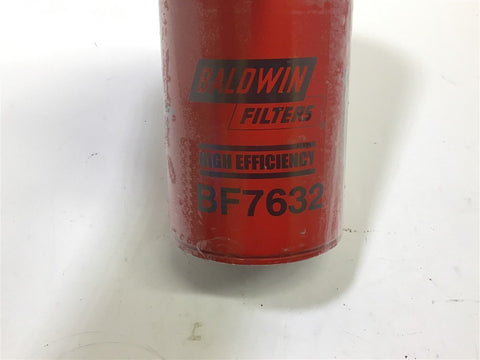 BALDWIN
FILTERS
HIGH EFFICIENCY
BF7632